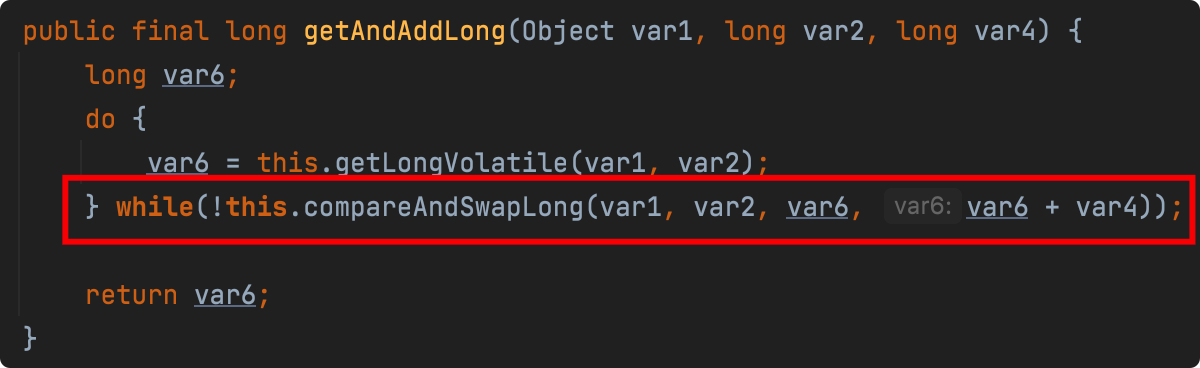 public final long getAndAddLong(Object var1, long var2, long var4) {
long var6;
do {
var6 = this.getLongVolatile(var1, var2);
} while(!this.compareAndSwapLong(var1, var2, var6, var6: var6 + var4));
return var6;
}